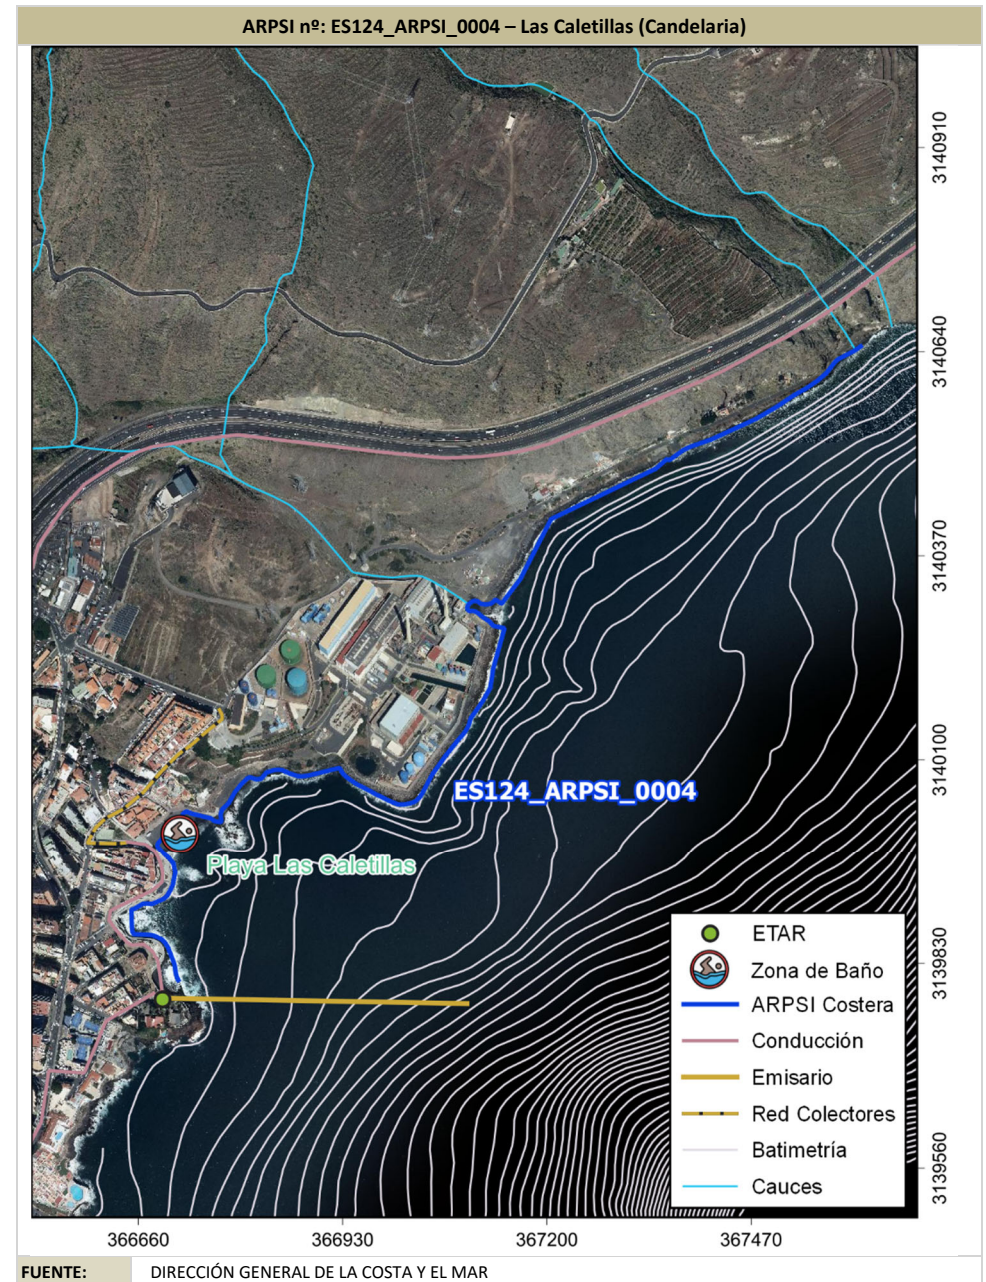 ARPSI nº: ES124_ARPSI_0004 – Las Caletillas (Candelaria)
3140910
3140640
3140370
3140100
3139830
3139560
ES124_ARPSI_0004
Playa Las Caletillas
ETAR
Zona de Baño
ARPSI Costera
Conducción
Emisario
Red Colectores
Batimetría
Cauces
366660 366930 367200 367470
FUENTE: DIRECCIÓN GENERAL DE LA COSTA Y EL MAR